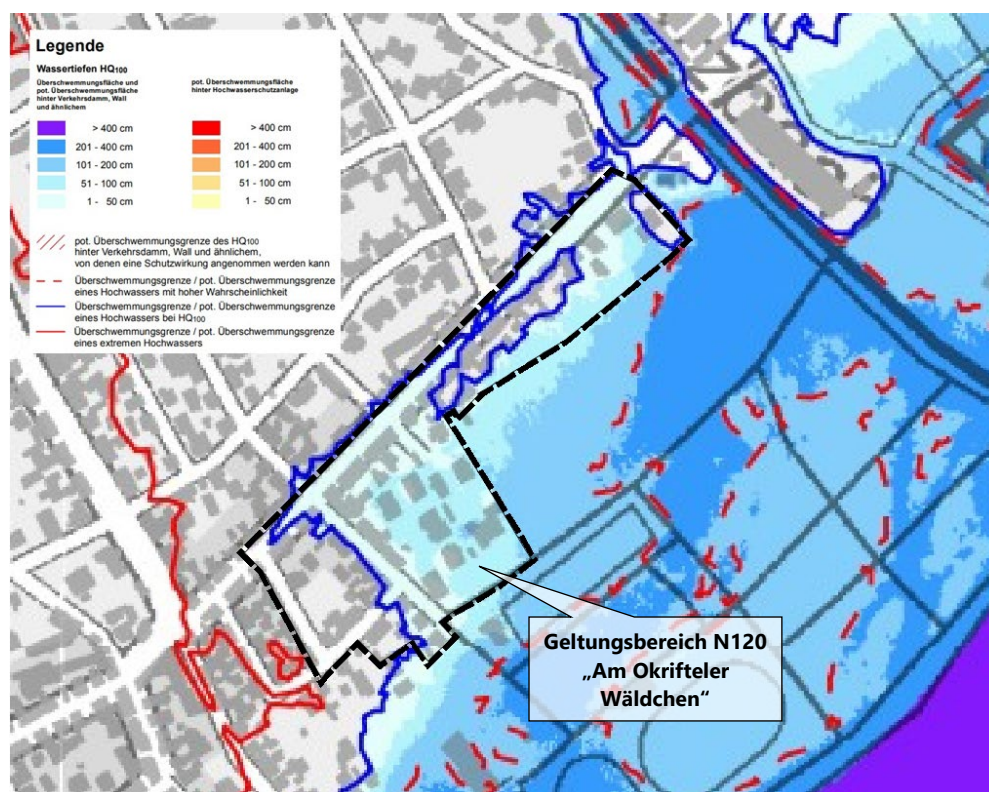 Legende
Wassertiefen HQ100
Überschwemmungsfläche und
pot. Überschwemmungsfläche
hinter Verkehrsdamm, Wall
und ähnlichem
pot. Überschwemmungsfläche
hinter Hochwasserschutzanlage
> 400 cm
> 400 cm
201 - 400 cm
201 - 400 cm
101 - 200 cm
101 - 200 cm
51 - 100 cm
51 - 100 cm
1 - 50 cm
1 - 50 cm
pot. Überschwemmungsgrenze des HQ100
hinter Verkehrsdamm, Wall und ähnlichem,
von denen eine Schutzwirkung angenommen werden kann
Überschwemmungsgrenze / pot. Überschwemmungsgrenze
eines Hochwassers mit hoher Wahrscheinlichkeit
Überschwemmungsgrenze / pot. Überschwemmungsgrenze
eines Hochwassers bei HQ100
Überschwemmungsgrenze / pot. Überschwemmungsgrenze
eines extremen Hochwassers
Geltungsbereich N120
„Am Okrifteler
Wäldchen“